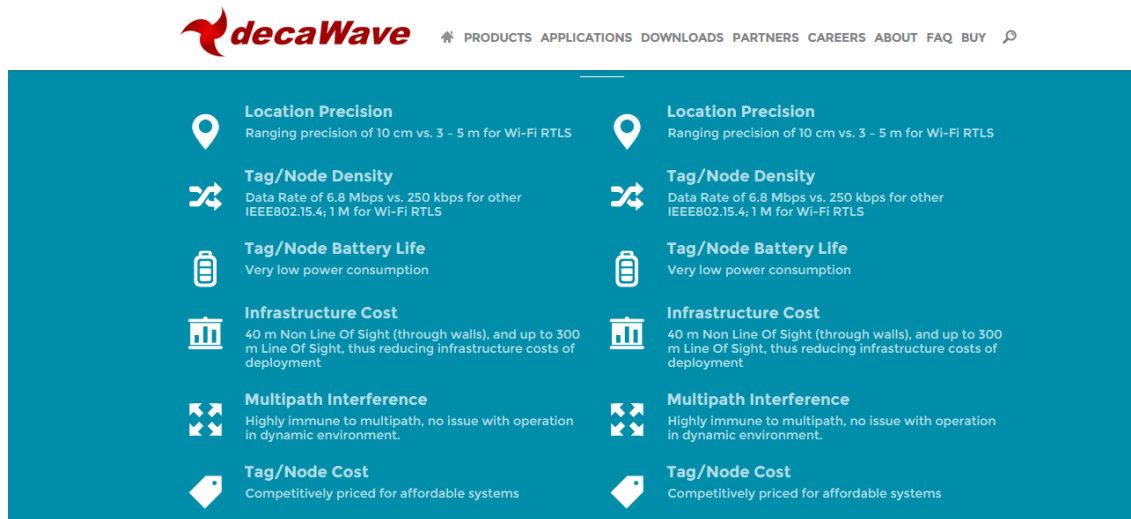 decaWave
PRODUCTS APPLICATIONS DOWNLOADS PARTNERS CAREERS ABOUT FAQ BUY
Location Precision
Ranging precision of 10 cm vs. 3 – 5 m for Wi-Fi RTLS
Tag/Node Density
Data Rate of 6.8 Mbps vs. 250 kbps for other
IEEE802.15.4; 1 M for Wi-Fi RTLS
Tag/Node Battery Life
Very low power consumption
Infrastructure Cost
40 m Non Line Of Sight (through walls), and up to 300
m Line Of Sight, thus reducing infrastructure costs of
deployment
Multipath Interference
Highly immune to multipath, no issue with operation
in dynamic environment.
Tag/Node Cost
Competitively priced for affordable systems
Location Precision
Ranging precision of 10 cm vs. 3 – 5 m for Wi-Fi RTLS
Tag/Node Density
Data Rate of 6.8 Mbps vs. 250 kbps for other
IEEE802.15.4; 1 M for Wi-Fi RTLS
Tag/Node Battery Life
Very low power consumption
Infrastructure Cost
40 m Non Line Of Sight (through walls), and up to 300
m Line Of Sight, thus reducing infrastructure costs of
deployment
Multipath Interference
Highly immune to multipath, no issue with operation
in dynamic environment.
Tag/Node Cost
Competitively priced for affordable systems